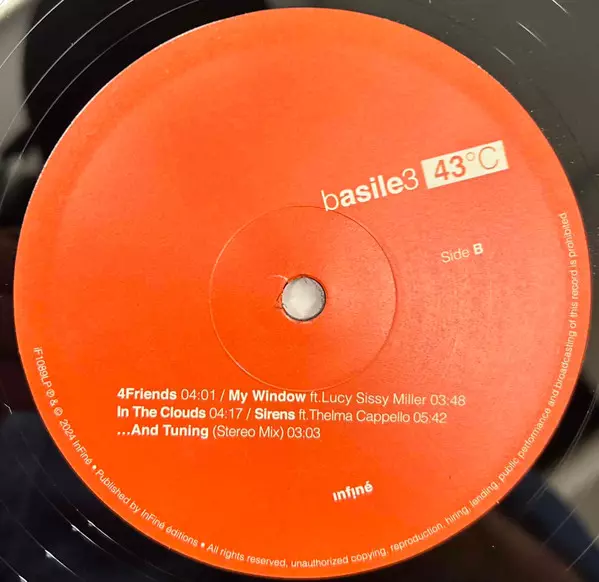 basile3 43°C
Side B
4Friends 04:01 / My Window ft.Lucy Sissy Miller 03:48
In The Clouds 04:17 / Sirens ft.Thelma Cappello 05:42
...And Tuning (Stereo Mix) 03:03
infiné
iF1089LP ℗ & © 2024 InFiné • Published by InFiné éditions • All rights reserved, unauthorized copying, reproduction, hiring, lending, public performance and broadcasting of this record is prohibited.